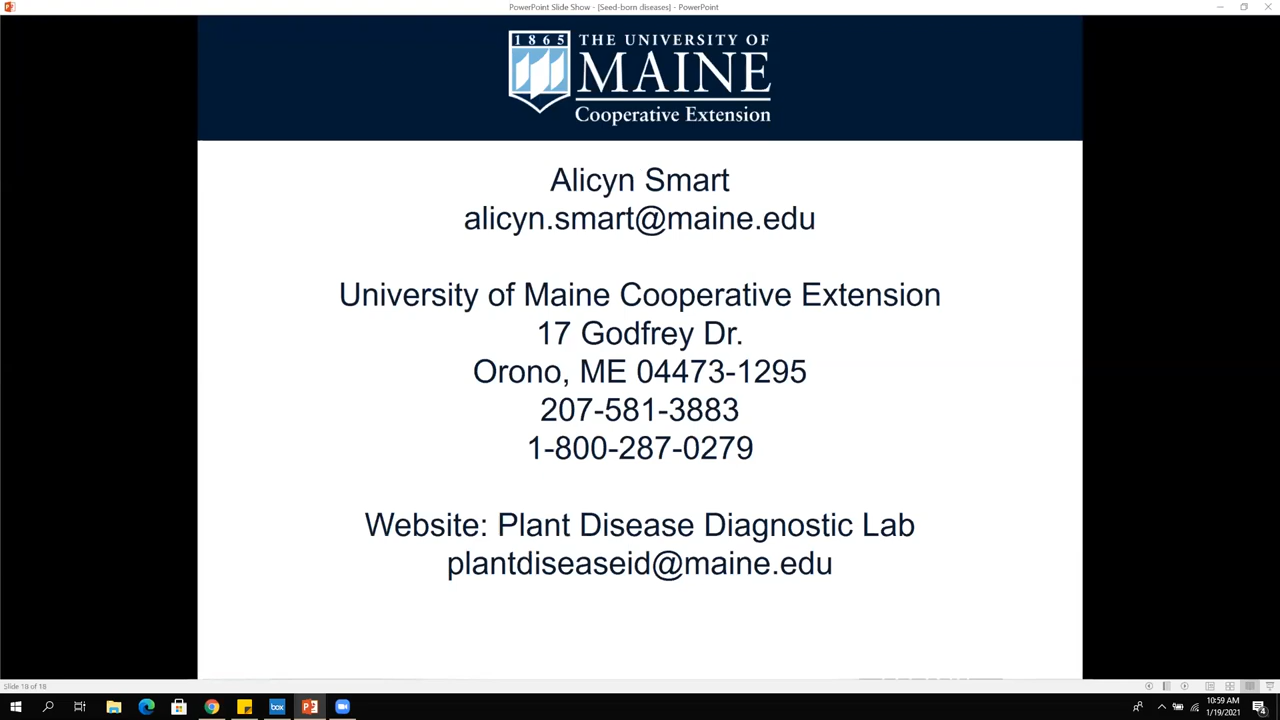 PowerPoint Slide Show - [Seed-born diseases] - PowerPoint
1865
THE UNIVERSITY OF
MAINE
Cooperative Extension
Alicyn Smart
alicyn.smart@maine.edu
University of Maine Cooperative Extension
17 Godfrey Dr.
Orono, ME 04473-1295
207-581-3883
1-800-287-0279
Website: Plant Disease Diagnostic Lab
plantdiseaseid@maine.edu
Slide 18 of 18
box
10:59 AM
1/19/2021
4